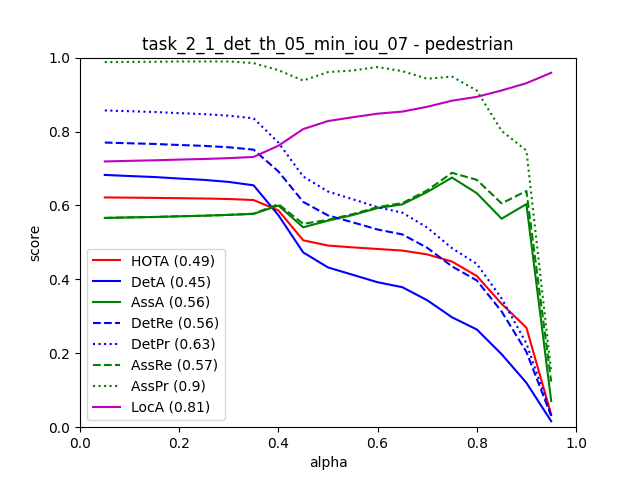 task_2_1_det_th_05_min_iou_07 - pedestrian
1.0
0.8
0.6
0.4
0.2
0.0
score
HOTA (0.49)
DetA (0.45)
AssA (0.56)
DetRe (0.56)
DetPr (0.63)
AssRe (0.57)
AssPr (0.9)
LocA (0.81)
0.0 0.2 0.4 0.6 0.8 1.0
alpha